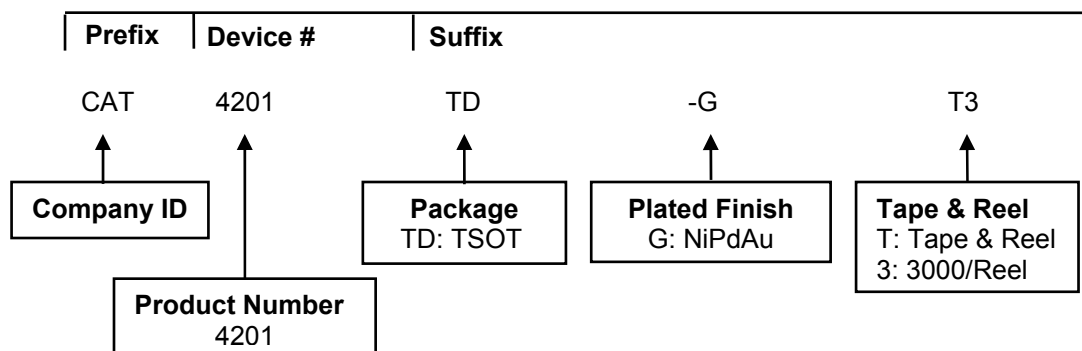 Prefix Device # Suffix
CAT 4201 TD -G T3
Company ID
Package
TD: TSOT
Plated Finish
G: NiPdAu
Tape & Reel
T: Tape & Reel
3: 3000/Reel
Product Number
4201